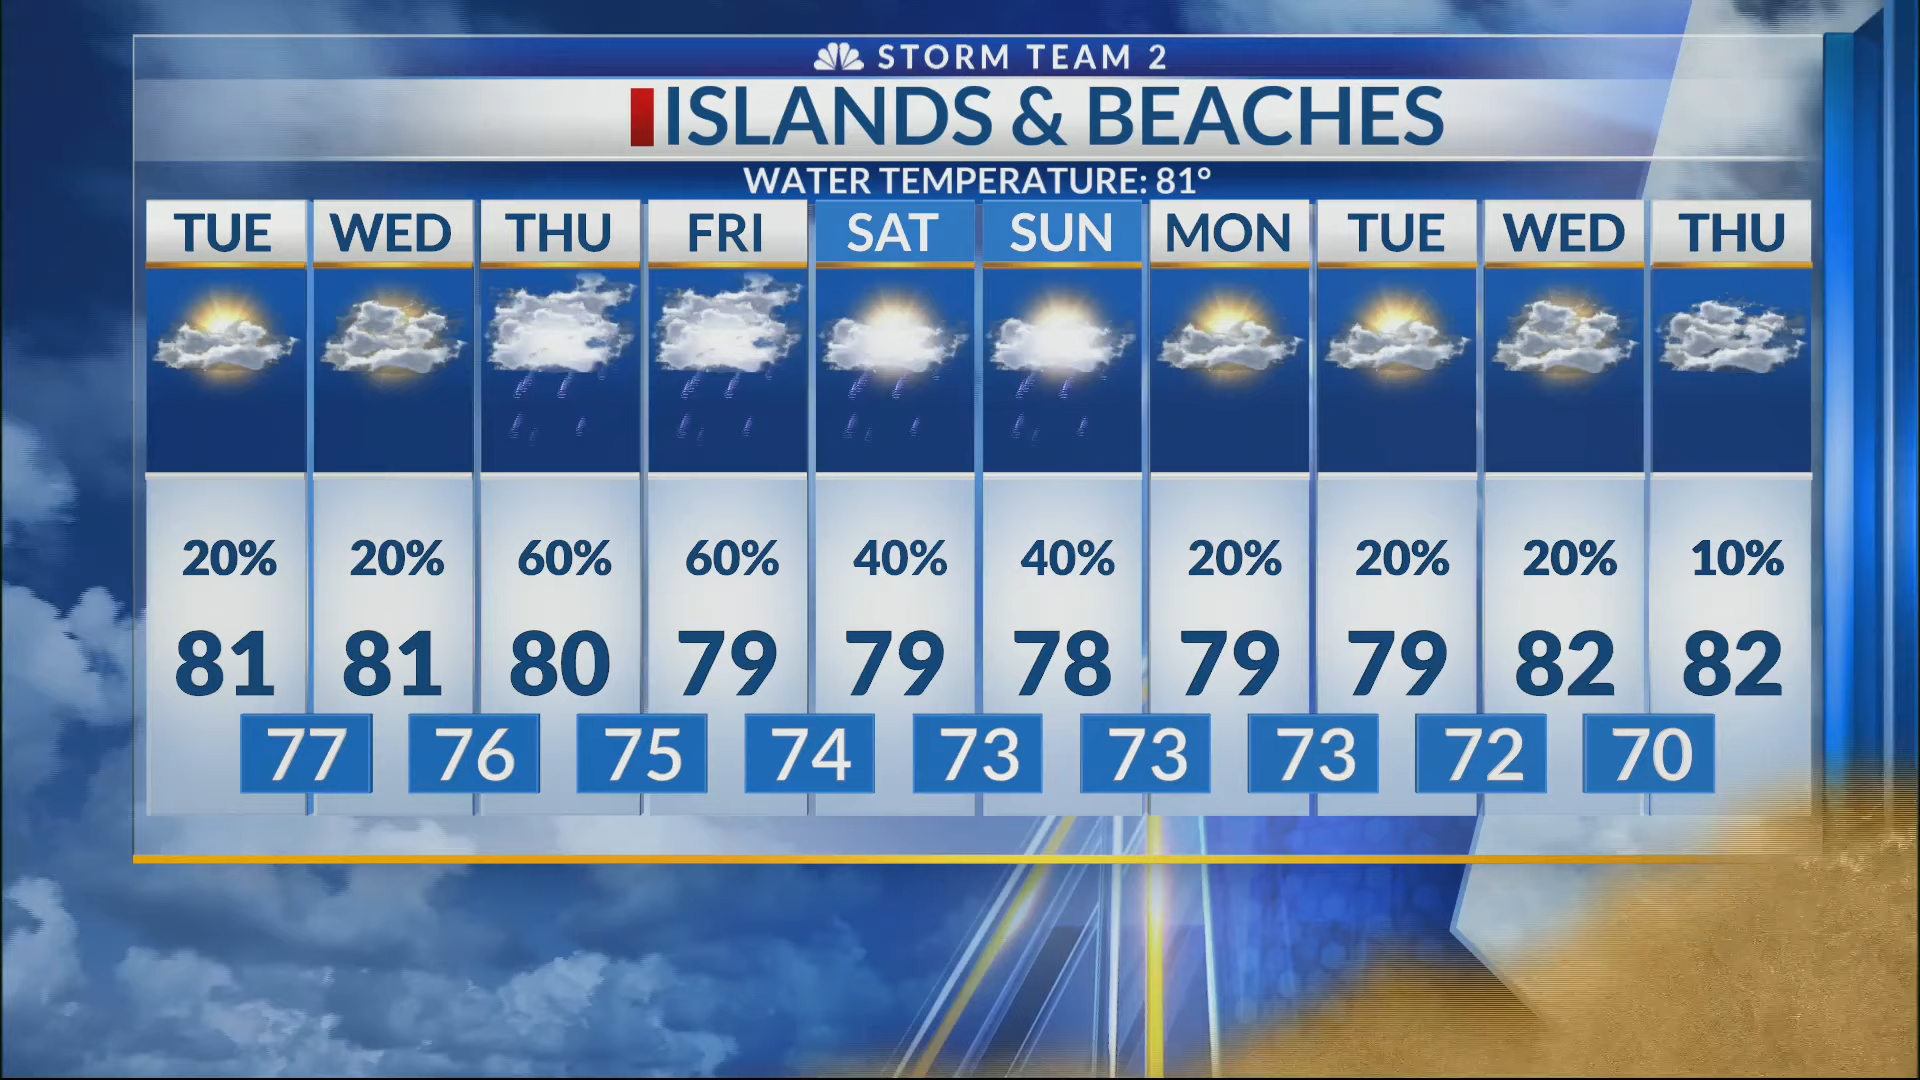 STORM TEAM 2
ISLANDS & BEACHES
WATER TEMPERATURE: 81°
TUE WED THU FRI SAT SUN MON TUE WED THU
20% 20% 60% 60% 40% 40% 20% 20% 20% 10%
81 81 80 79 79 78 79 79 82 82
77 76 75 74 73 73 73 72 70